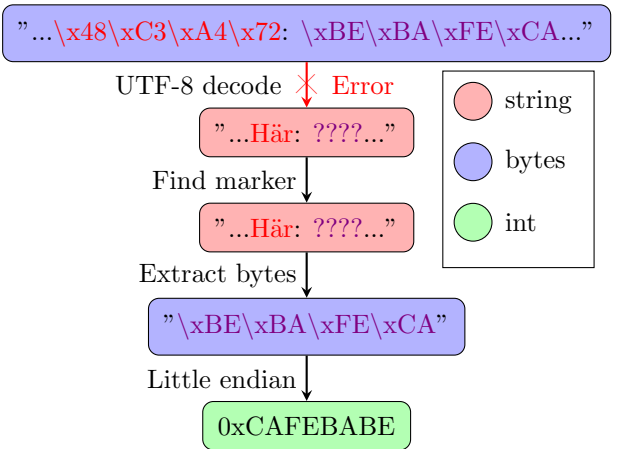 "...\x48\xC3\xA4\x72: \xBE\xBA\xFE\xCA..."
UTF-8 decode Error
"...Här: ????..."
Find marker
"...Här: ????..."
Extract bytes
"\xBE\xBA\xFE\xCA"
Little endian
0xCAFEBABE
string
bytes
int